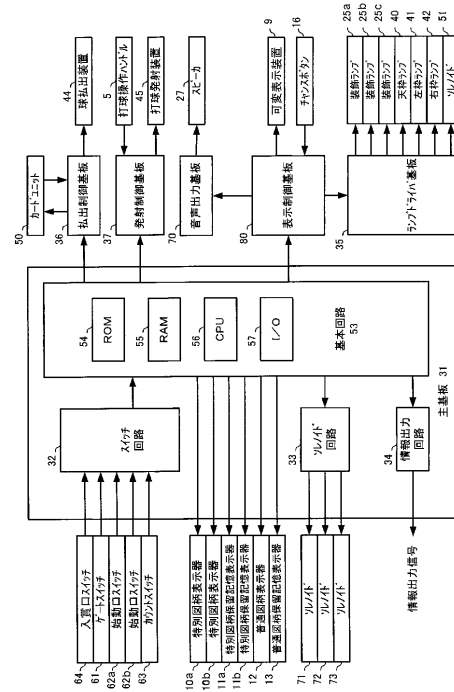 カードユニット
50
払出制御基板
36
球払出装置
44
打球操作ハンドル
5
発射制御基板
37
打球発射装置
45
音声出力基板
70
スピーカ
27
表示制御基板
80
可変表示装置
9
チャンスボタン
16
ランプドライバ基板
35
装飾ランプ
25a
装飾ランプ
25b
装飾ランプ
25c
天枠ランプ
40
左枠ランプ
41
右枠ランプ
42
ソレノイド
51
ROM
54
RAM
55
CPU
56
I/O
57
基本回路
53
主基板 31
スイッチ
回路
32
ソレノイド
回路
33
情報出力
回路
34
入賞口スイッチ
64
ゲートスイッチ
61
始動口スイッチ
62a
始動口スイッチ
62b
カウントスイッチ
63
特別図柄表示器
10a
特別図柄表示器
10b
特別図柄保留記憶表示器
11a
特別図柄保留記憶表示器
11b
普通図柄表示器
12
普通図柄保留記憶表示器
13
ソレノイド
71
ソレノイド
72
ソレノイド
73
情報出力信号